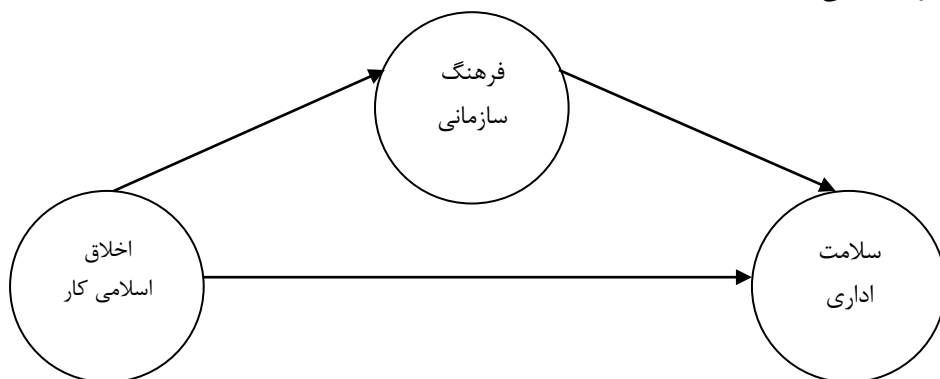 فرهنگ
سازمانی
اخلاق
اسلامی کار
سلامت
اداری